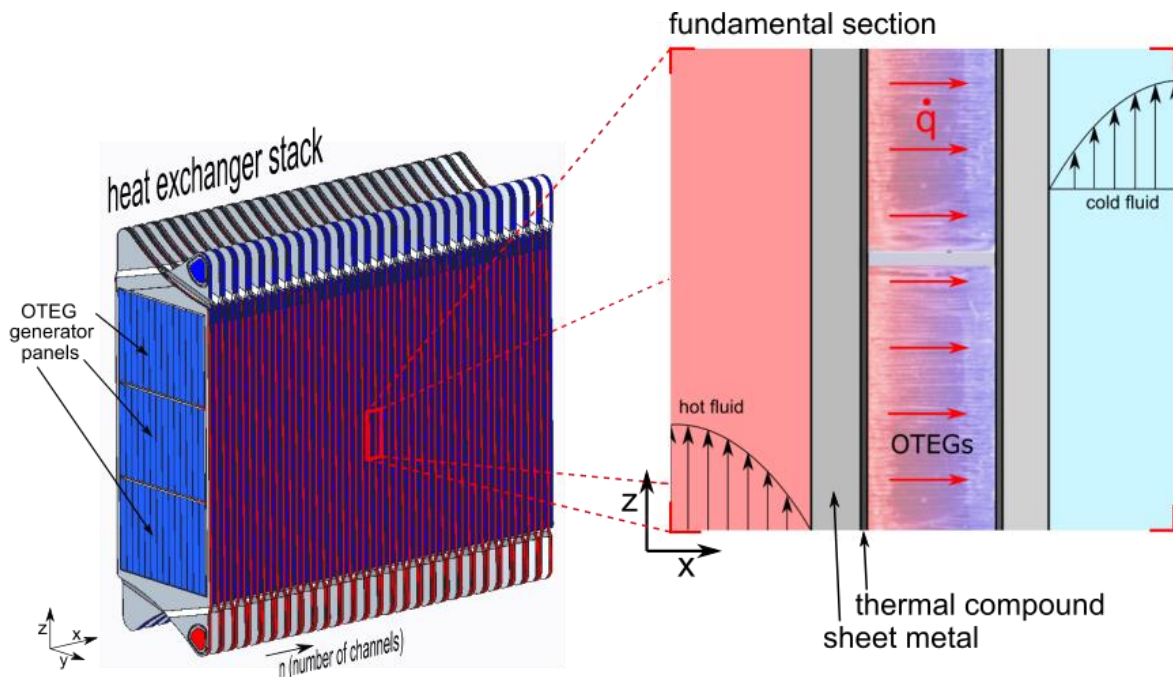 heat exchanger stack
OTEG
generator
panels
z
x
y
n (number of channels)
fundamental section
q̇
cold fluid
hot fluid
OTEGs
z
x
thermal compound
sheet metal